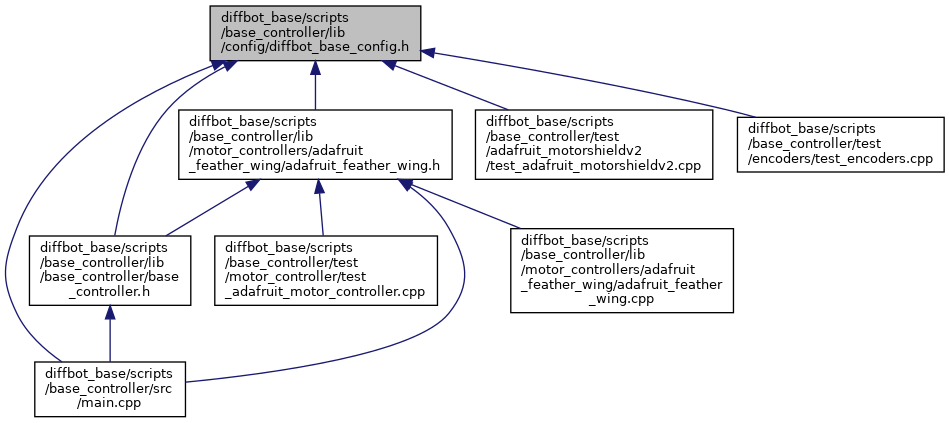 diffbot_base/scripts
/base_controller/lib
/config/diffbot_base_config.h
diffbot_base/scripts
/base_controller/lib
/motor_controllers/adafruit
_feather_wing/adafruit_feather_wing.h
diffbot_base/scripts
/base_controller/test
/adafruit_motorshieldv2
/test_adafruit_motorshieldv2.cpp
diffbot_base/scripts
/base_controller/test
/encoders/test_encoders.cpp
diffbot_base/scripts
/base_controller/lib
/base_controller/base
_controller.h
diffbot_base/scripts
/base_controller/test
/motor_controller/test
_adafruit_motor_controller.cpp
diffbot_base/scripts
/base_controller/lib
/motor_controllers/adafruit
_feather_wing/adafruit_feather
_wing.cpp
diffbot_base/scripts
/base_controller/src
/main.cpp